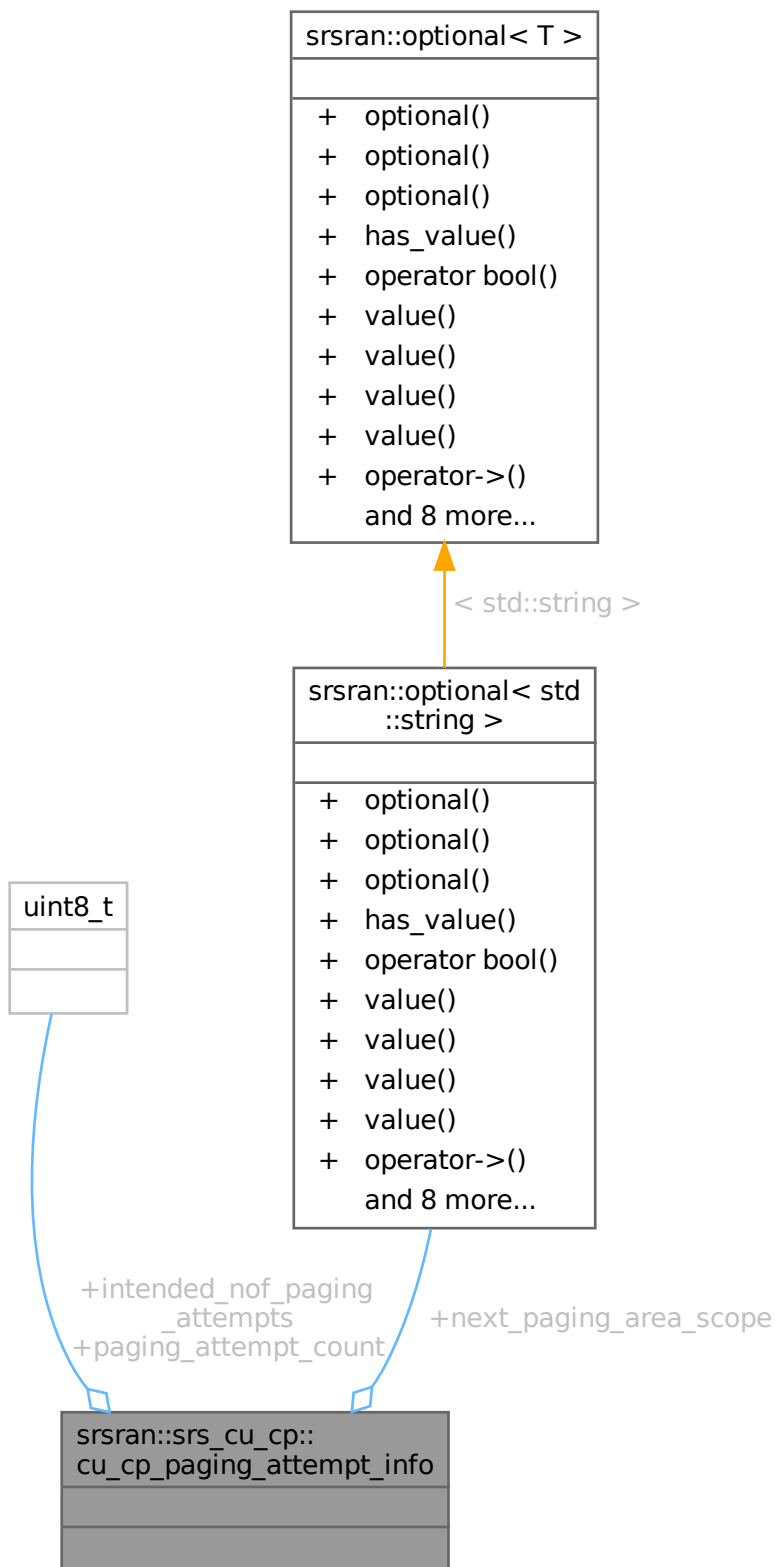 srsran::optional< T >
+ optional()
+ optional()
+ optional()
+ has_value()
+ operator bool()
+ value()
+ value()
+ value()
+ value()
+ operator->()
and 8 more...
< std::string >
srsran::optional< std
::string >
+ optional()
+ optional()
+ optional()
+ has_value()
+ operator bool()
+ value()
+ value()
+ value()
+ value()
+ operator->()
and 8 more...
uint8_t
+intended_nof_paging
_attempts
+paging_attempt_count
+next_paging_area_scope
srsran::srs_cu_cp::
cu_cp_paging_attempt_info